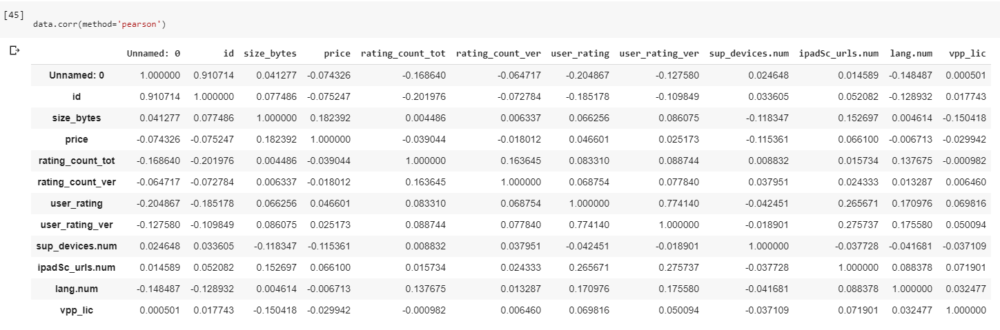 [45]
data.corr(method='pearson')
Unnamed: 0 id size_bytes price rating_count_tot rating_count_ver user_rating user_rating_ver sup_devices.num ipadSc_urls.num lang.num vpp_lic
Unnamed: 0 1.000000 0.910714 0.041277 -0.074326 -0.168640 -0.064717 -0.204867 -0.127580 0.024648 0.014589 -0.148487 0.000501
id 0.910714 1.000000 0.077486 -0.075247 -0.201976 -0.072784 -0.185178 -0.109849 0.033605 0.052082 -0.128932 0.017743
size_bytes 0.041277 0.077486 1.000000 0.182392 0.004486 0.006337 0.066256 0.086075 -0.118347 0.152697 0.004614 -0.150418
price -0.074326 -0.075247 0.182392 1.000000 -0.039044 -0.018012 0.046601 0.025173 -0.115361 0.066100 -0.006713 -0.029942
rating_count_tot -0.168640 -0.201976 0.004486 -0.039044 1.000000 0.163645 0.083310 0.088744 0.008832 0.015734 0.137675 -0.000982
rating_count_ver -0.064717 -0.072784 0.006337 -0.018012 0.163645 1.000000 0.068754 0.077840 0.037951 0.024333 0.013287 0.006460
user_rating -0.204867 -0.185178 0.066256 0.046601 0.083310 0.068754 1.000000 0.774140 -0.042451 0.265671 0.170976 0.069816
user_rating_ver -0.127580 -0.109849 0.086075 0.025173 0.088744 0.077840 0.774140 1.000000 -0.018901 0.275737 0.175580 0.050094
sup_devices.num 0.024648 0.033605 -0.118347 -0.115361 0.008832 0.037951 -0.042451 -0.018901 1.000000 -0.037728 -0.041681 -0.037109
ipadSc_urls.num 0.014589 0.052082 0.152697 0.066100 0.015734 0.024333 0.265671 0.275737 -0.037728 1.000000 0.088378 0.071901
lang.num -0.148487 -0.128932 0.004614 -0.006713 0.137675 0.013287 0.170976 0.175580 -0.041681 0.088378 1.000000 0.032477
vpp_lic 0.000501 0.017743 -0.150418 -0.029942 -0.000982 0.006460 0.069816 0.050094 -0.037109 0.071901 0.032477 1.000000